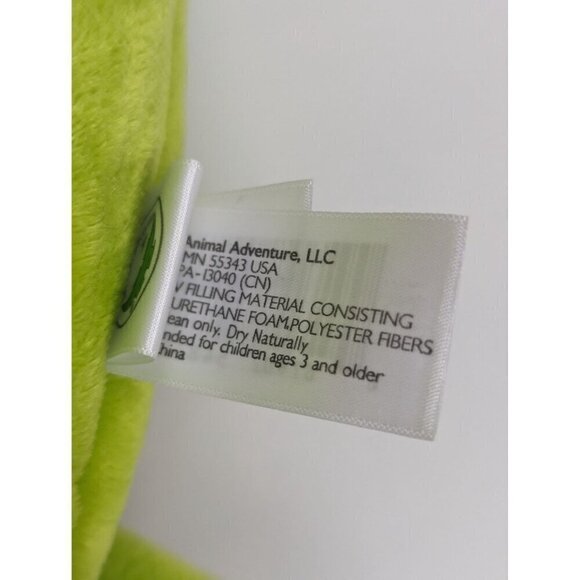 Animal Adventure, LLC
MN 55343 USA
PA-13040 (CN)
FILLING MATERIAL CONSISTING
URETHANE FOAM,POLYESTER FIBERS
ean only. Dry Naturally
nded for children ages 3 and older
hina